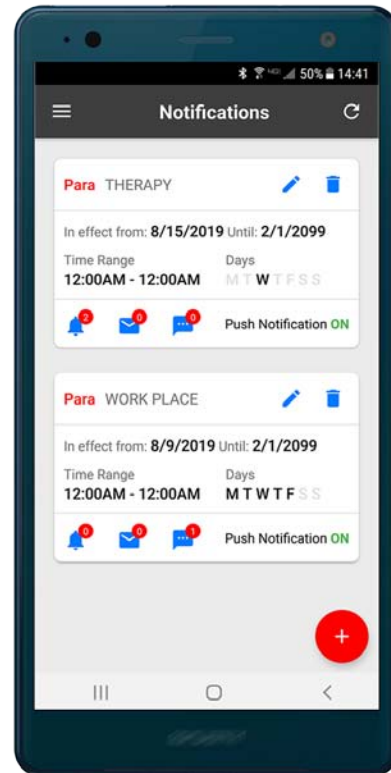 50% 14:41
Notifications
Para THERAPY
In effect from: 8/15/2019 Until: 2/1/2099
Time Range Days
12:00AM - 12:00AM M T W T F S S
2 0 0 Push Notification ON
Para WORK PLACE
In effect from: 8/9/2019 Until: 2/1/2099
Time Range Days
12:00AM - 12:00AM M T W T F S S
0 0 1 Push Notification ON
+